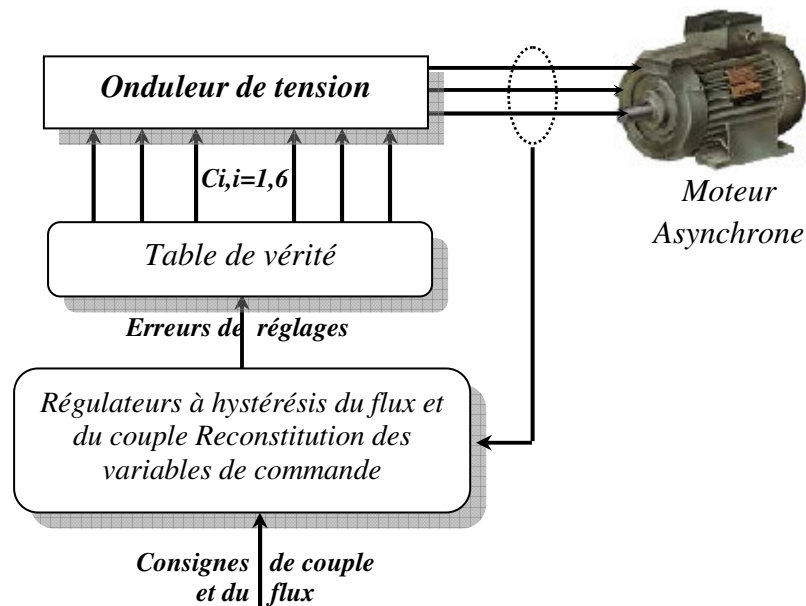 Onduleur de tension
Ci,i=1,6
Moteur
Asynchrone
Table de vérité
Erreurs de réglages
Régulateurs à hystérésis du flux et
du couple Reconstitution des
variables de commande
Consignes de couple
et du flux